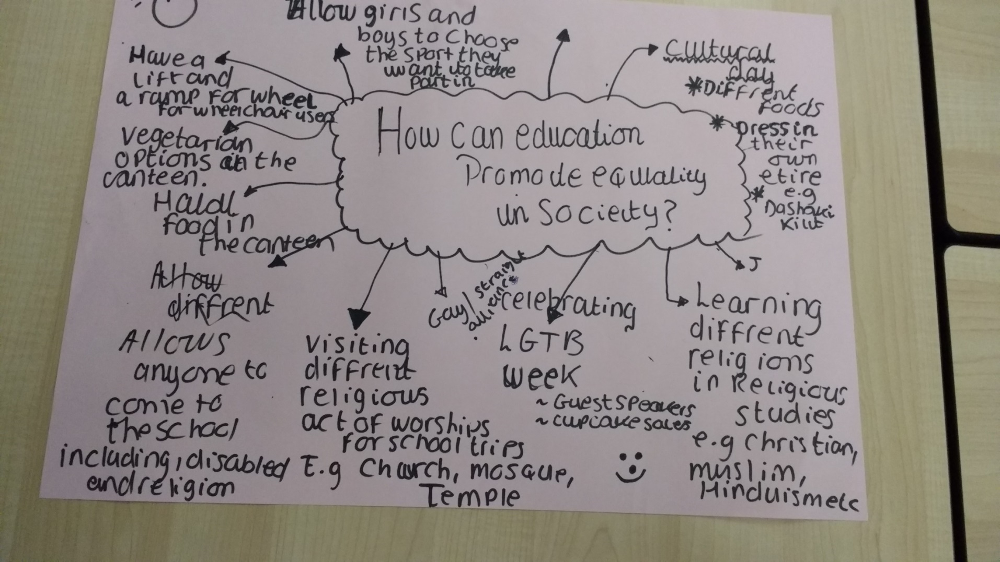 How can education
Promode equality
in Society?
Allow girls and
boys to choose
the sport they
want to take
part in
Cultural
day
*Diffrent
foods
* Dress in
their
own
etire
e.g
* Dashaki
Kilt
Have a
Lift and
a ramp for wheel
for wheelchair users
vegetarian
options in the
canteen.
Halal
food in
the canteen
Allow
diffrent
Allows
anyone to
come to
the school
including, disabled
and religion
visiting
diffrent
religious
act of worships
for school trips
E.g Church, mosque,
Temple
Gay/straight
alliance
celebrating
LGTB
week
~ Guest speakers
~ cupcake sales
J
Learning
diffrent
religions
in Religious
studies
e.g Christian,
muslim,
Hinduism etc